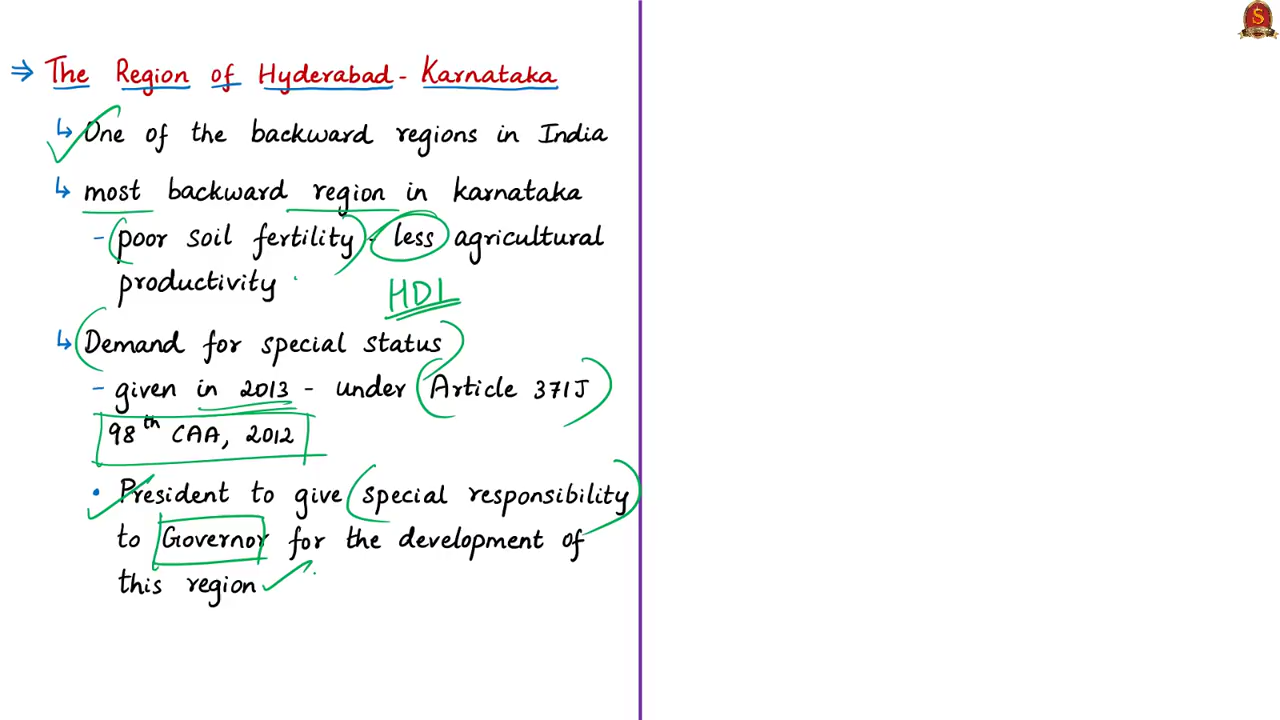 ⇒ The Region of Hyderabad - Karnataka
↳ One of the backward regions in India
↳ most backward region in karnataka
- poor soil fertility - less agricultural
productivity
HDI
↳ Demand for special status
- given in 2013 - under Article 371J
98th CAA, 2012
• President to give special responsibility
to Governor for the development of
this region
S